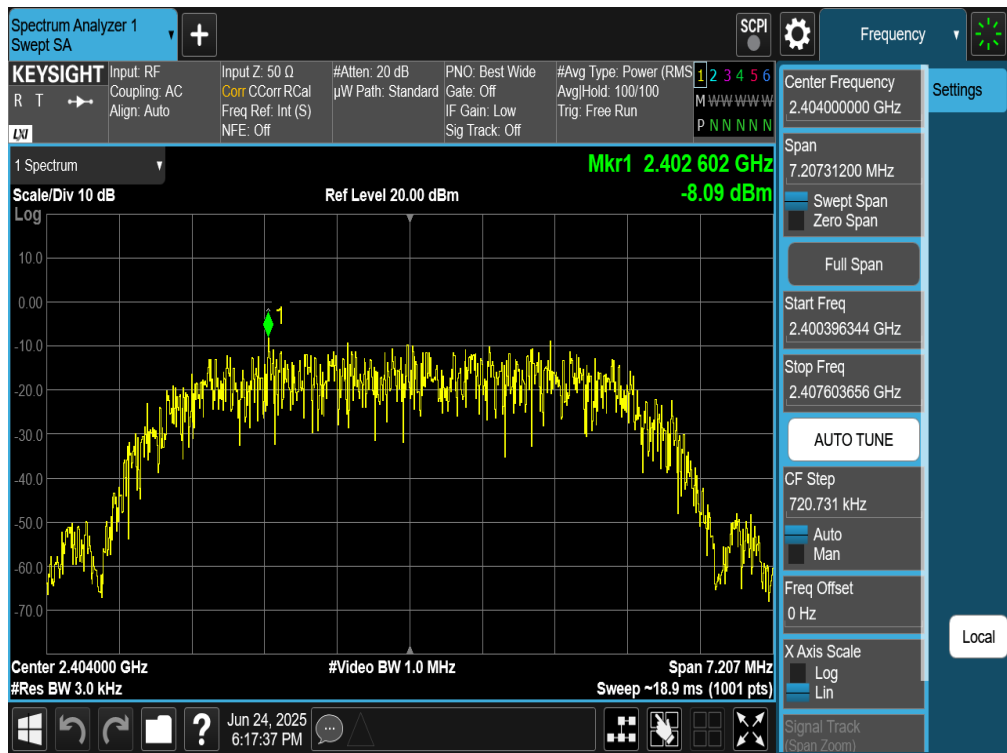 Spectrum Analyzer 1
Swept SA
+
SCPI
Frequency
KEYSIGHT
R T
LXI
Input: RF
Coupling: AC
Align: Auto
Input Z: 50 Ω
Corr CCorr RCal
Freq Ref: Int (S)
NFE: Off
#Atten: 20 dB
µW Path: Standard
PNO: Best Wide
Gate: Off
IF Gain: Low
Sig Track: Off
#Avg Type: Power (RMS
Avg|Hold: 100/100
Trig: Free Run
1 2 3 4 5 6
M W W W W W
P N N N N N
1 Spectrum
Mkr1 2.402 602 GHz
-8.09 dBm
Scale/Div 10 dB
Ref Level 20.00 dBm
Log
10.0
0.00
1
-10.0
-20.0
-30.0
-40.0
-50.0
-60.0
-70.0
Center 2.404000 GHz
#Video BW 1.0 MHz
Span 7.207 MHz
#Res BW 3.0 kHz
Sweep ~18.9 ms (1001 pts)
Center Frequency
2.404000000 GHz
Settings
Span
7.20731200 MHz
Swept Span
Zero Span
Full Span
Start Freq
2.400396344 GHz
Stop Freq
2.407603656 GHz
AUTO TUNE
CF Step
720.731 kHz
Auto
Man
Freq Offset
0 Hz
Local
X Axis Scale
Log
Lin
Signal Track
(Span Zoom)
?
Jun 24, 2025
6:17:37 PM